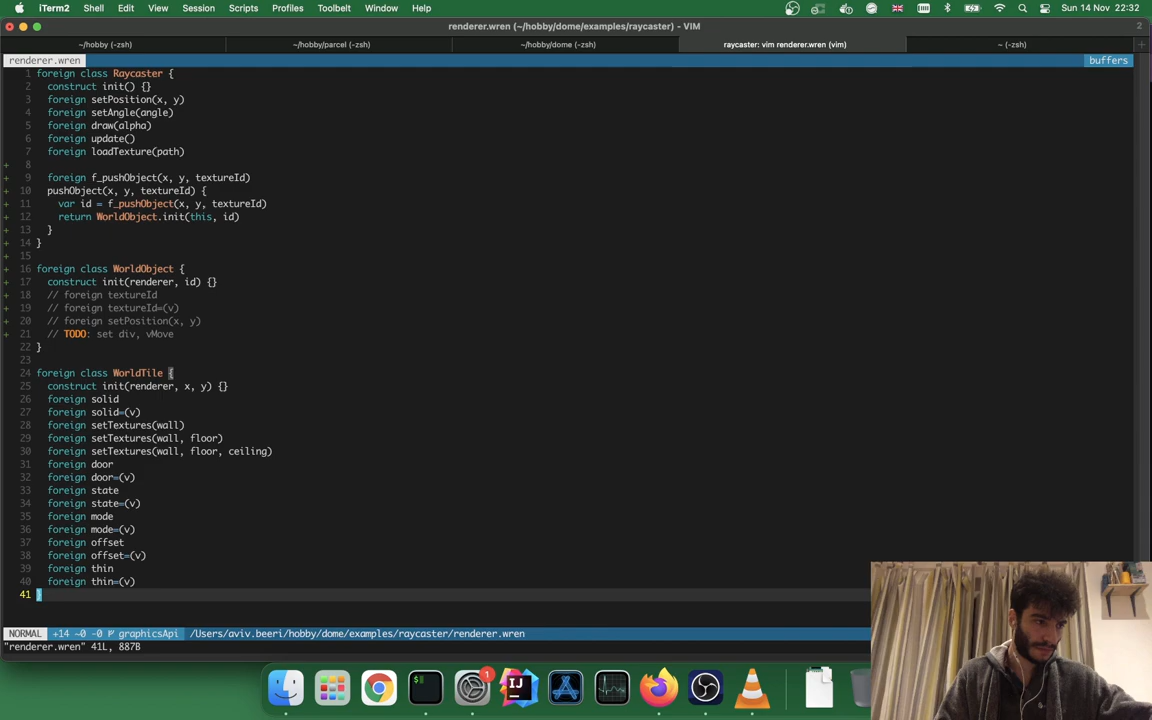 iTerm2 Shell Edit View Session Scripts Profiles Toolbelt Window Help Sun 14 Nov 22:32
renderer.wren (~/hobby/dome/examples/raycaster) - VIM 2
~/hobby (-zsh) ~/hobby/parcel (-zsh) ~/hobby/dome (-zsh) raycaster: vim renderer.wren (vim) ~ (-zsh) +
renderer.wren buffers
1 foreign class Raycaster {
2   construct init() {}
3   foreign setPosition(x, y)
4   foreign setAngle(angle)
5   foreign draw(alpha)
6   foreign update()
7   foreign loadTexture(path)
+ 8
+ 9   foreign f_pushObject(x, y, textureId)
+ 10   pushObject(x, y, textureId) {
+ 11     var id = f_pushObject(x, y, textureId)
+ 12     return WorldObject.init(this, id)
+ 13   }
+ 14 }
+ 15
+ 16 foreign class WorldObject {
+ 17   construct init(renderer, id) {}
+ 18   // foreign textureId
+ 19   // foreign textureId=(v)
+ 20   // foreign setPosition(x, y)
+ 21   // TODO: set div, vMove
22 }
23
24 foreign class WorldTile {
25   construct init(renderer, x, y) {}
26   foreign solid
27   foreign solid=(v)
28   foreign setTextures(wall)
29   foreign setTextures(wall, floor)
30   foreign setTextures(wall, floor, ceiling)
31   foreign door
32   foreign door=(v)
33   foreign state
34   foreign state=(v)
35   foreign mode
36   foreign mode=(v)
37   foreign offset
38   foreign offset=(v)
39   foreign thin
40   foreign thin=(v)
41 }
NORMAL +14 ~0 -0 graphicsApi /Users/aviv.beeri/hobby/dome/examples/raycaster/renderer.wren
"renderer.wren" 41L, 887B
$
1
IJ